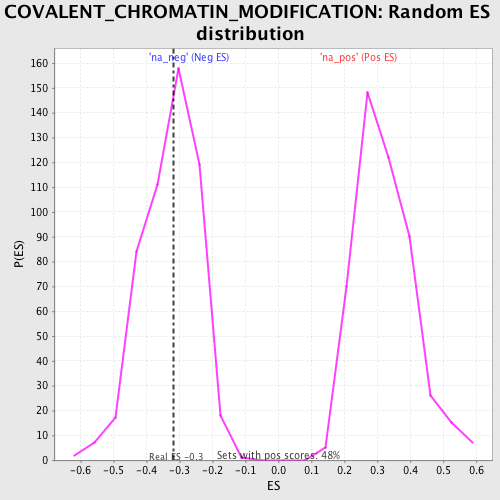 COVALENT_CHROMATIN_MODIFICATION: Random ES
distribution
'na_neg' (Neg ES) 'na_pos' (Pos ES)
160
150
140
130
120
110
100
90
80
70
60
50
40
30
20
10
0
P(ES)
Real ES -0.3 Sets with pos scores: 48%
-0.6 -0.5 -0.4 -0.3 -0.2 -0.1 0.0 0.1 0.2 0.3 0.4 0.5 0.6
ES